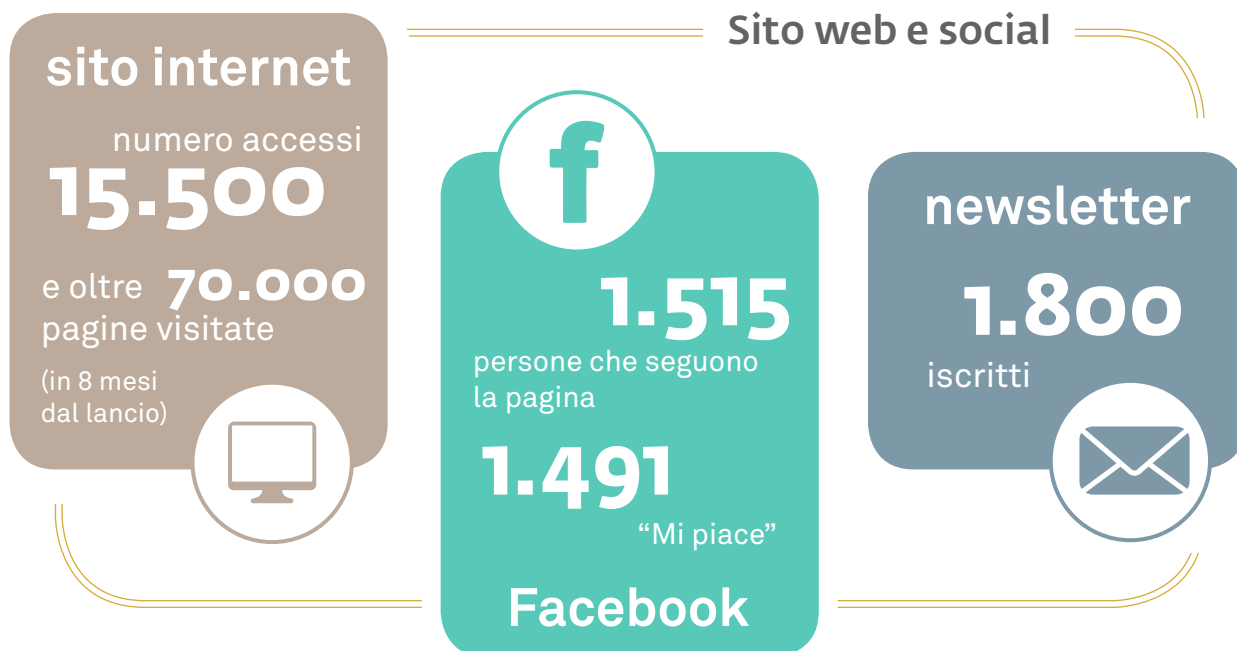 Sito web e social
sito internet
numero accessi
15.500
e oltre 70.000
pagine visitate
(in 8 mesi
dal lancio)
f
1.515
persone che seguono
la pagina
1.491
“Mi piace”
Facebook
newsletter
1.800
iscritti